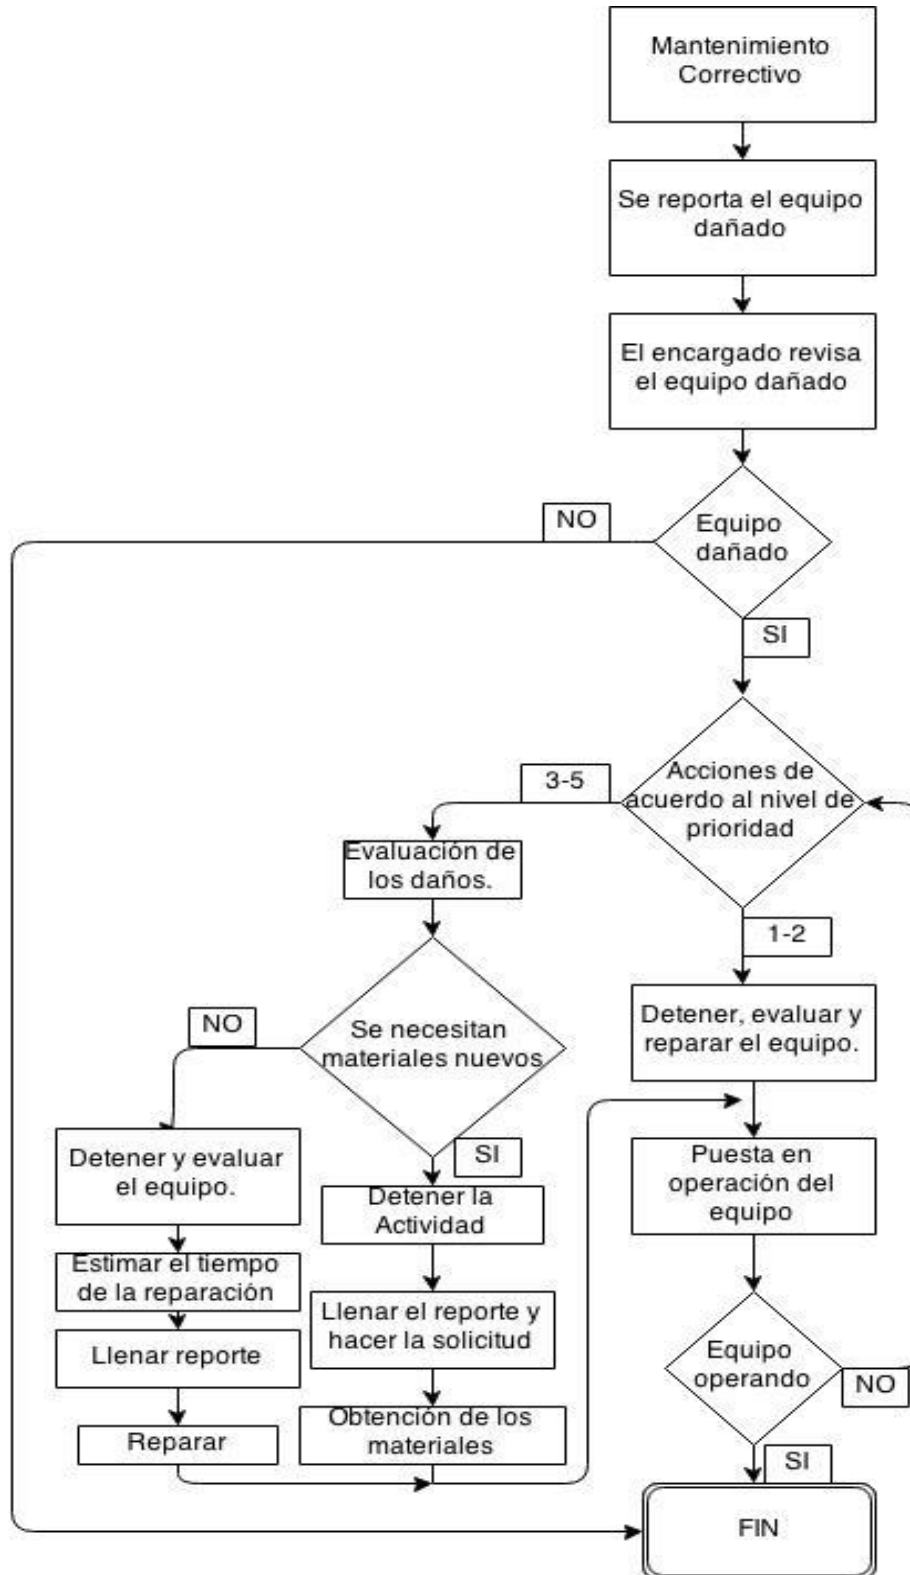 Mantenimiento
Correctivo
Se reporta el equipo
dañado
El encargado revisa
el equipo dañado
NO
Equipo
dañado
SI
3-5
Acciones de
acuerdo al nivel de
prioridad
Evaluación de
los daños.
1-2
NO
Se necesitan
materiales nuevos
Detener, evaluar y
reparar el equipo.
SI
Detener y evaluar
el equipo.
Puesta en
operación del
equipo
Detener la
Actividad
Estimar el tiempo
de la reparación
Llenar el reporte y
hacer la solicitud
Llenar reporte
Equipo
operando
NO
Obtención de los
materiales
Reparar
SI
FIN